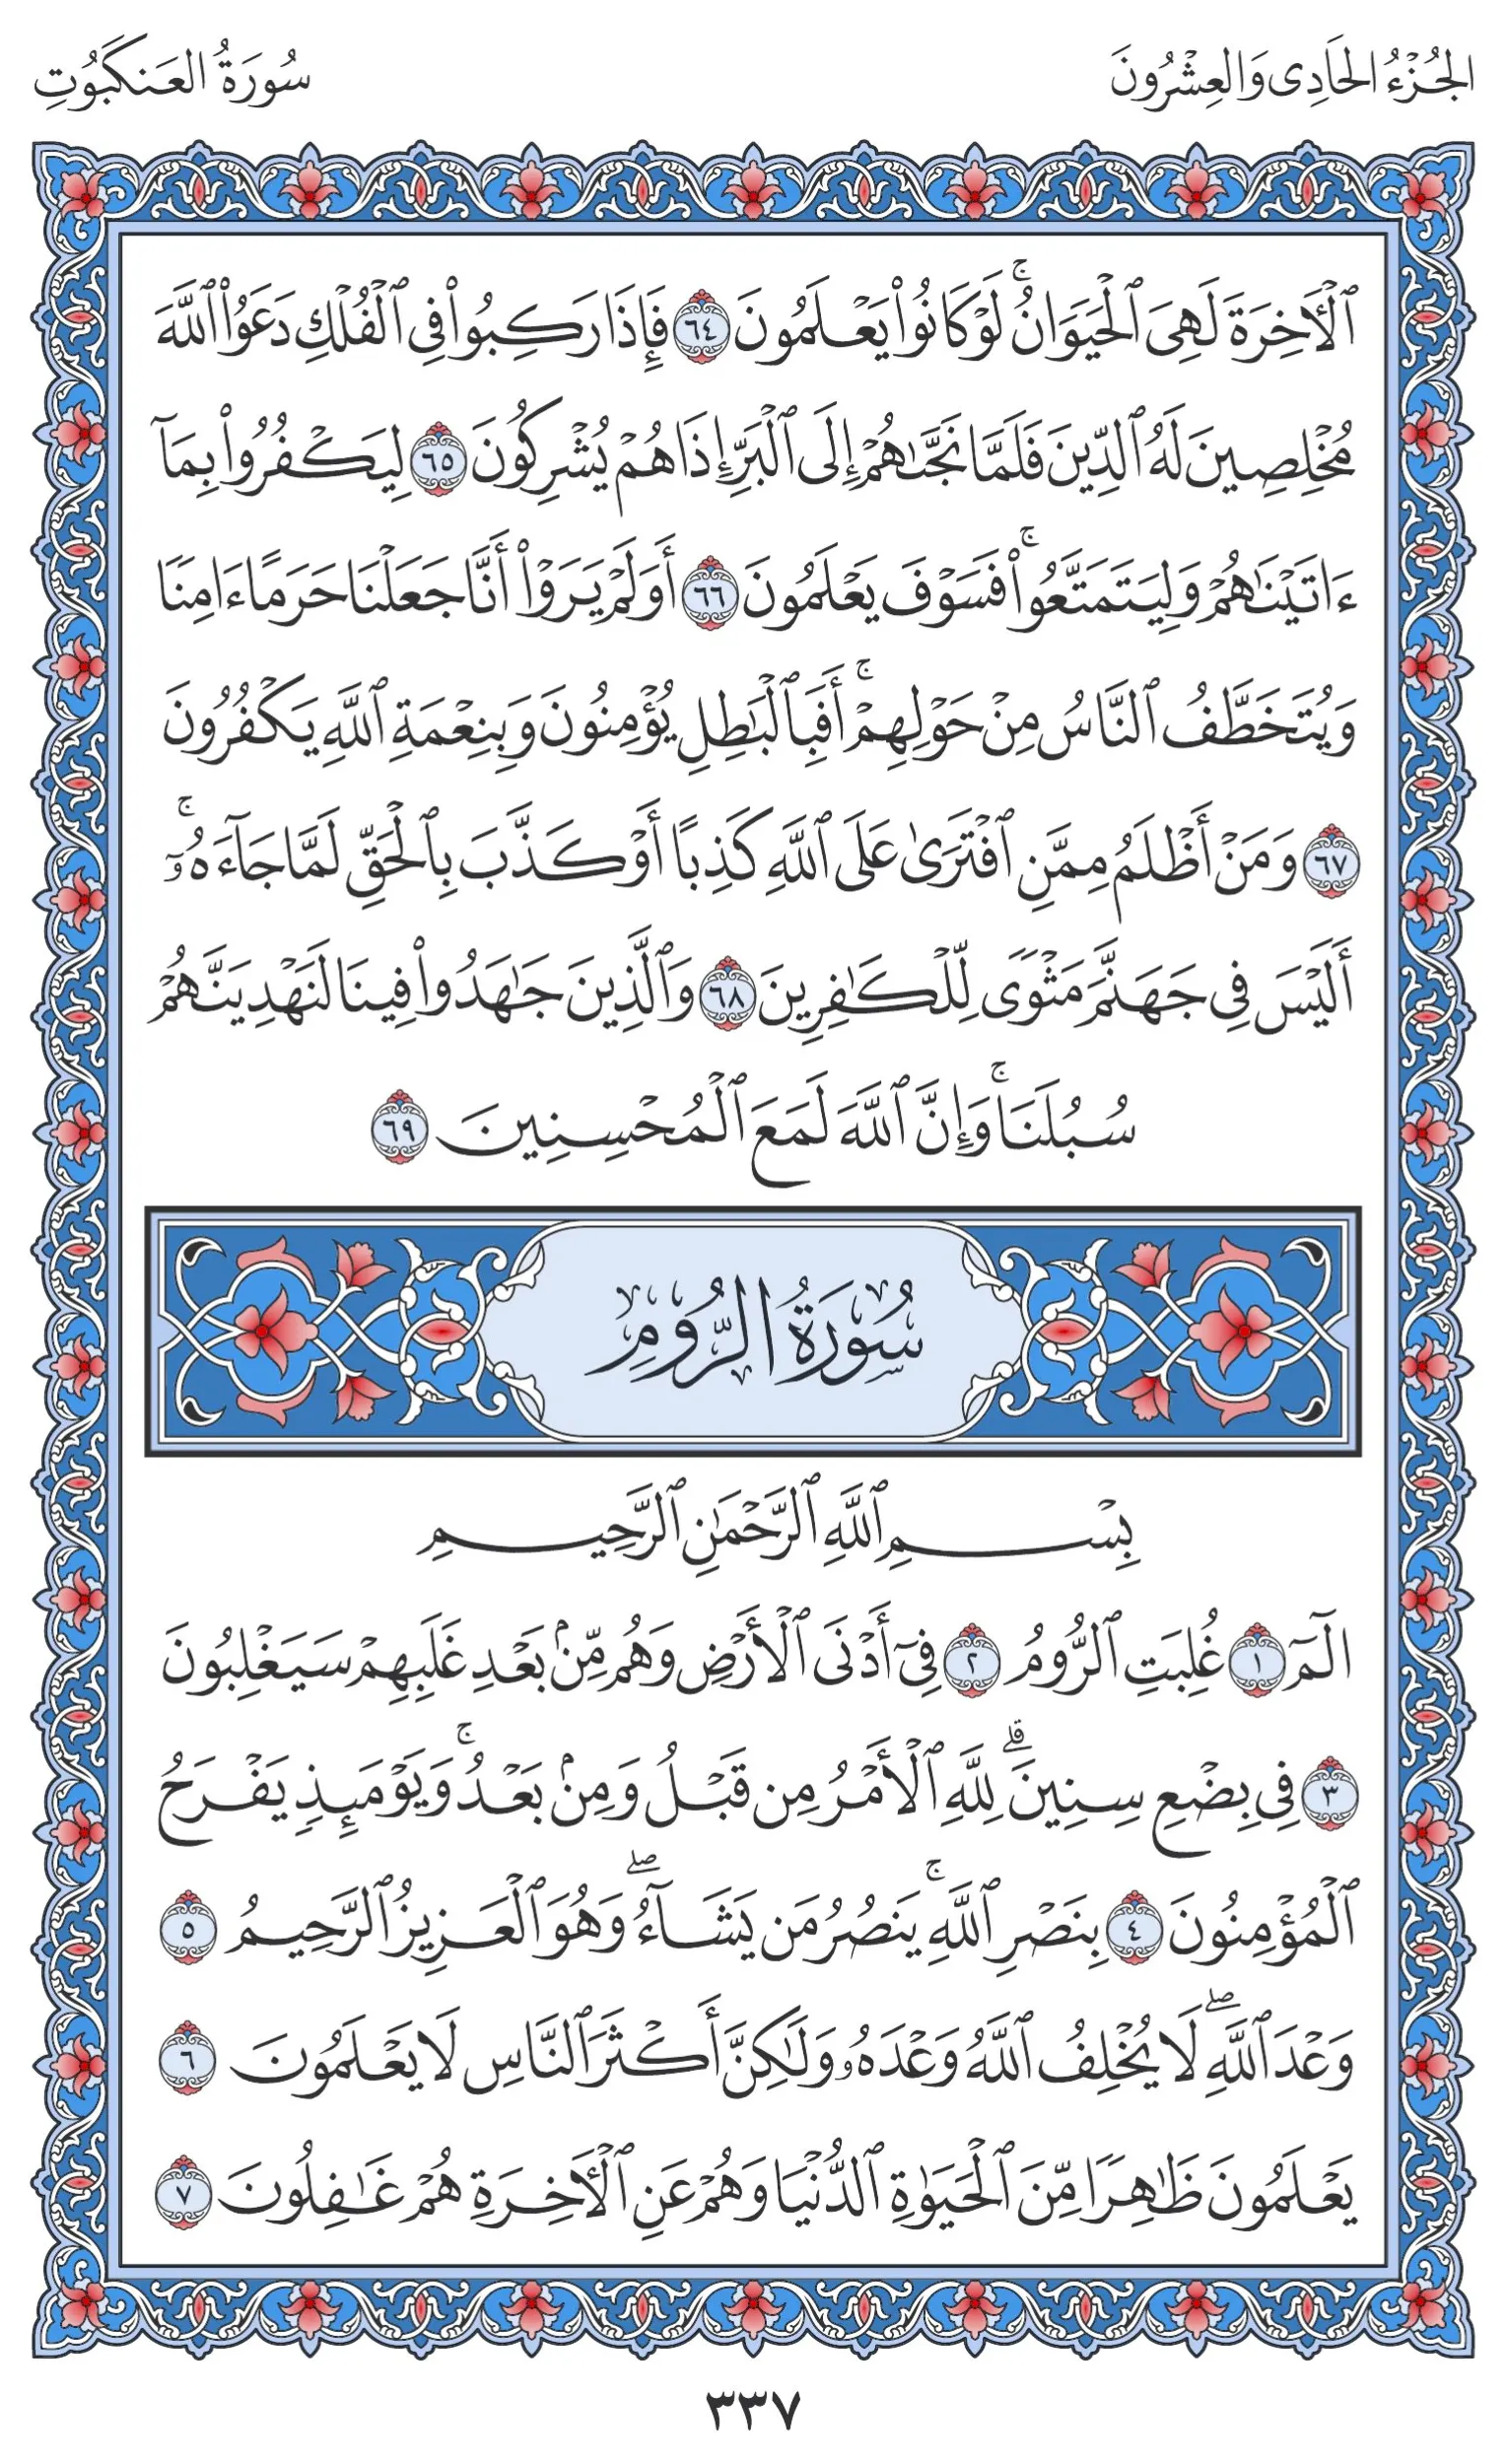 الجُزْءُ الحَادِى وَالعِشْرُونَ
سُورَةُ العَنكَبُوتِ
ٱلْأَخِرَةَ لَهِىَ ٱلْحَيَوَانُۚ لَوْكَانُواْ يَعْلَمُونَ ٦٤ فَإِذَا رَكِبُواْ فِى ٱلْفُلْكِ دَعَوُاْ ٱللَّهَ
مُخْلِصِينَ لَهُ ٱلدِّينَ فَلَمَّا نَجَّىٰهُمْ إِلَى ٱلْبَرِّ إِذَا هُمْ يُشْرِكُونَ ٦٥ لِيَكْفُرُواْ بِمَآ
ءَاتَيْنَٰهُمْ وَلِيَتَمَتَّعُواْۚ فَسَوْفَ يَعْلَمُونَ ٦٦ أَوَلَمْ يَرَوْاْ أَنَّا جَعَلْنَا حَرَمًا ءَامِنًا
وَيُتَخَطَّفُ ٱلنَّاسُ مِنْ حَوْلِهِمْۚ أَفَبِٱلْبَٰطِلِ يُؤْمِنُونَ وَبِنِعْمَةِ ٱللَّهِ يَكْفُرُونَ
٦٧ وَمَنْ أَظْلَمُ مِمَّنِ ٱفْتَرَىٰ عَلَى ٱللَّهِ كَذِبًا أَوْ كَذَّبَ بِٱلْحَقِّ لَمَّا جَآءَهُۥٓۚ
أَلَيْسَ فِى جَهَنَّمَ مَثْوًى لِّلْكَٰفِرِينَ ٦٨ وَٱلَّذِينَ جَٰهَدُواْ فِينَا لَنَهْدِيَنَّهُمْ
سُبُلَنَاۚ وَإِنَّ ٱللَّهَ لَمَعَ ٱلْمُحْسِنِينَ ٦٩
سُورَةُ الرُّومِ
بِسْمِ ٱللَّهِ ٱلرَّحْمَٰنِ ٱلرَّحِيمِ
الٓمٓ ١ غُلِبَتِ ٱلرُّومُ ٢ فِىٓ أَدْنَى ٱلْأَرْضِ وَهُم مِّنۢ بَعْدِ غَلَبِهِمْ سَيَغْلِبُونَ
٣ فِى بِضْعِ سِنِينَۗ لِلَّهِ ٱلْأَمْرُ مِن قَبْلُ وَمِنۢ بَعْدُۚ وَيَوْمَئِذٍ يَفْرَحُ
ٱلْمُؤْمِنُونَ ٤ بِنَصْرِ ٱللَّهِۚ يَنصُرُ مَن يَشَآءُۖ وَهُوَ ٱلْعَزِيزُ ٱلرَّحِيمُ ٥
وَعْدَ ٱللَّهِۖ لَا يُخْلِفُ ٱللَّهُ وَعْدَهُۥ وَلَٰكِنَّ أَكْثَرَ ٱلنَّاسِ لَا يَعْلَمُونَ ٦
يَعْلَمُونَ ظَٰهِرًا مِّنَ ٱلْحَيَوٰةِ ٱلدُّنْيَا وَهُمْ عَنِ ٱلْأَخِرَةِ هُمْ غَٰفِلُونَ ٧
٣٣٧